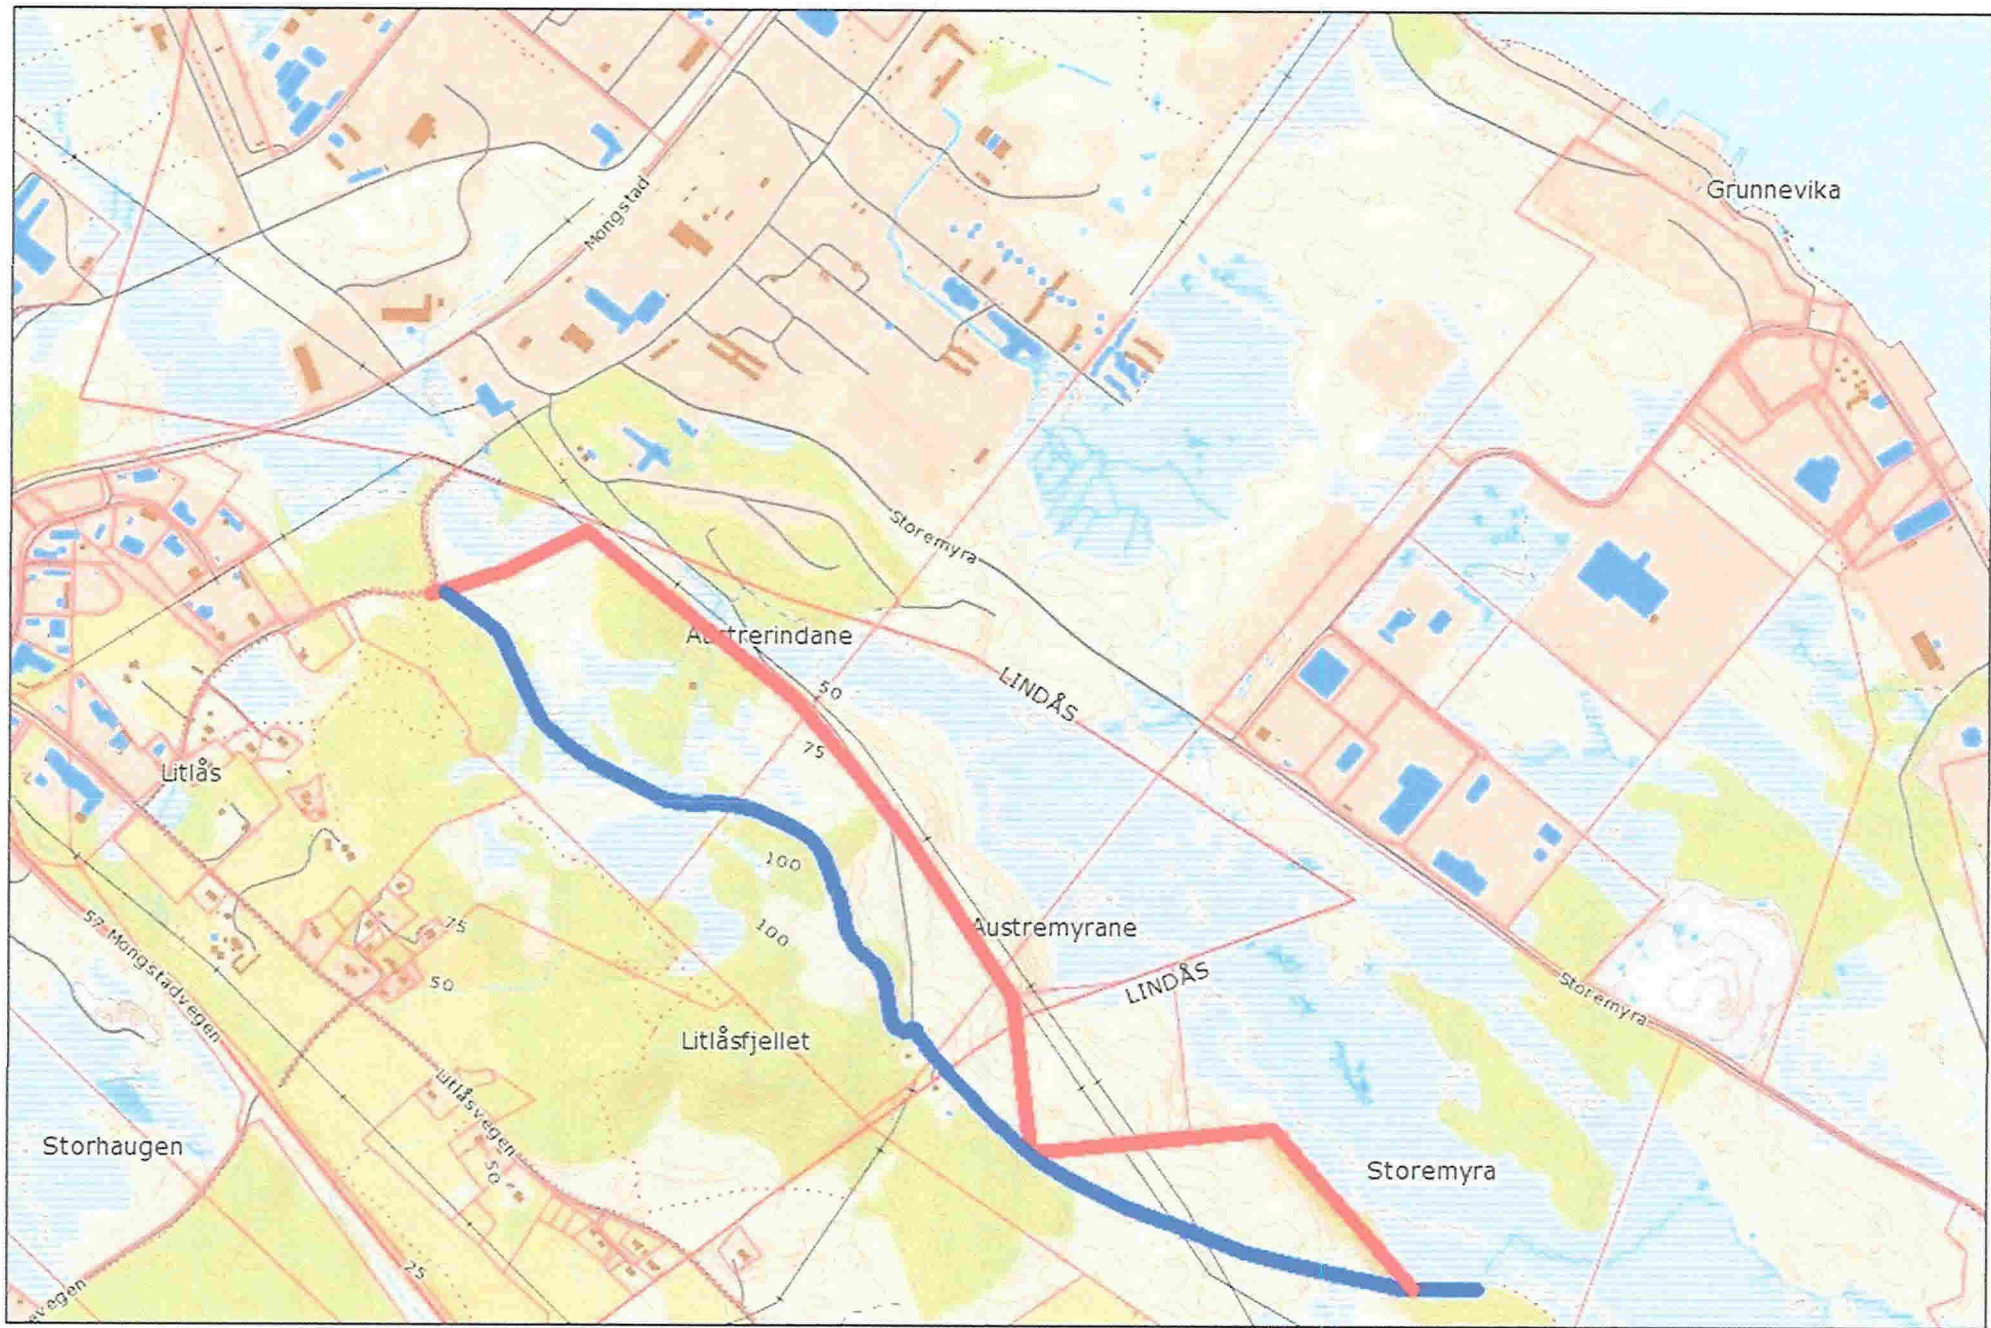 Grunnevika
Mongstad
Storemyra
Austrerindane
50
LINDÅS
75
Litlås
100
75
100
Austremyrane
57 Mongstadvegen
50
LINDÅS
Storemyra
Litlåsfjellet
Litlåsvegen
Storhaugen
50
Storemyra
25